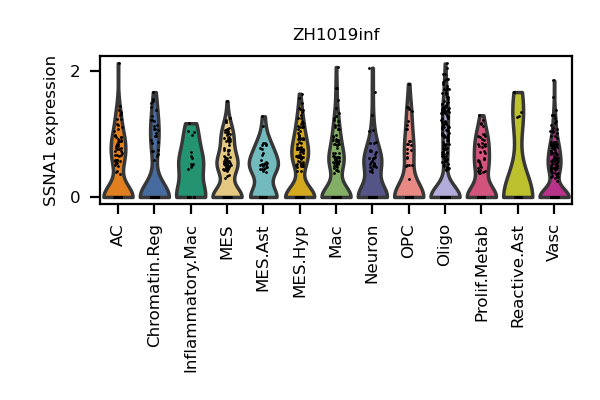 ZH1019inf
SSNA1 expression
2
0
AC
Chromatin.Reg
Inflammatory.Mac
MES
MES.Ast
MES.Hyp
Mac
Neuron
OPC
Oligo
Prolif.Metab
Reactive.Ast
Vasc